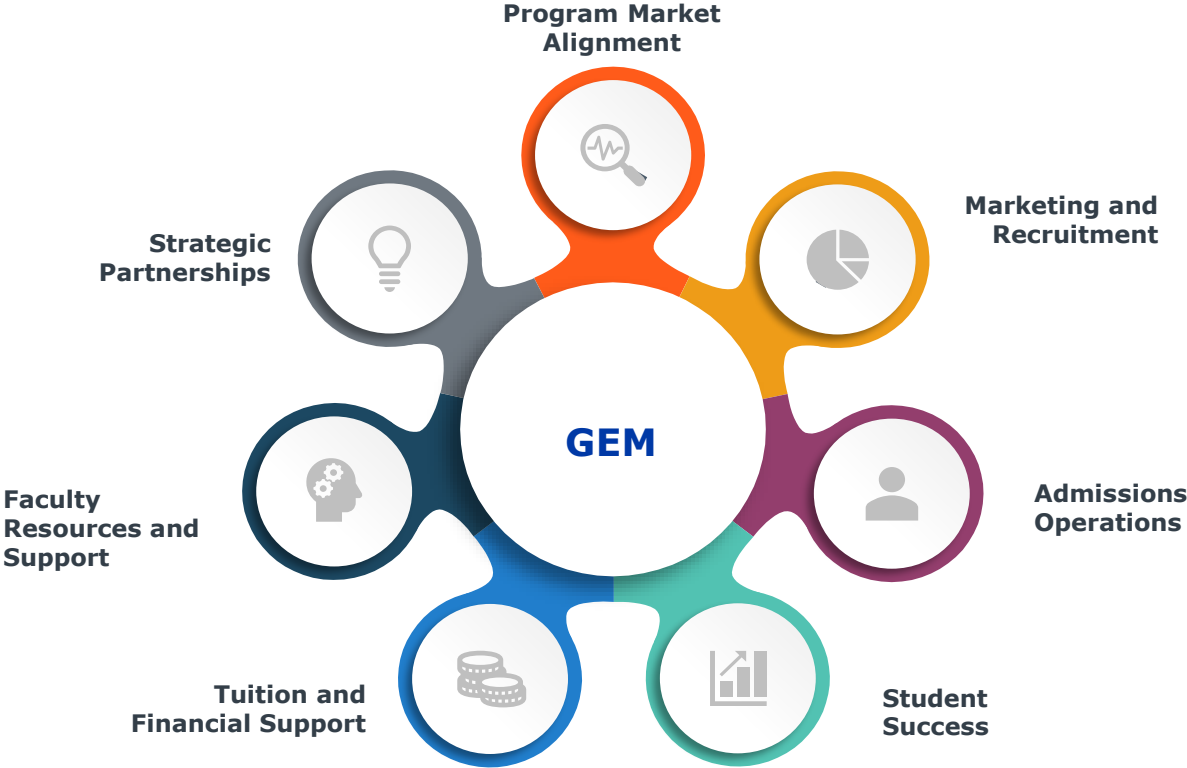 Program Market
Alignment
Marketing and
Recruitment
Strategic
Partnerships
GEM
Admissions
Operations
Faculty
Resources and
Support
Student
Success
Tuition and
Financial Support